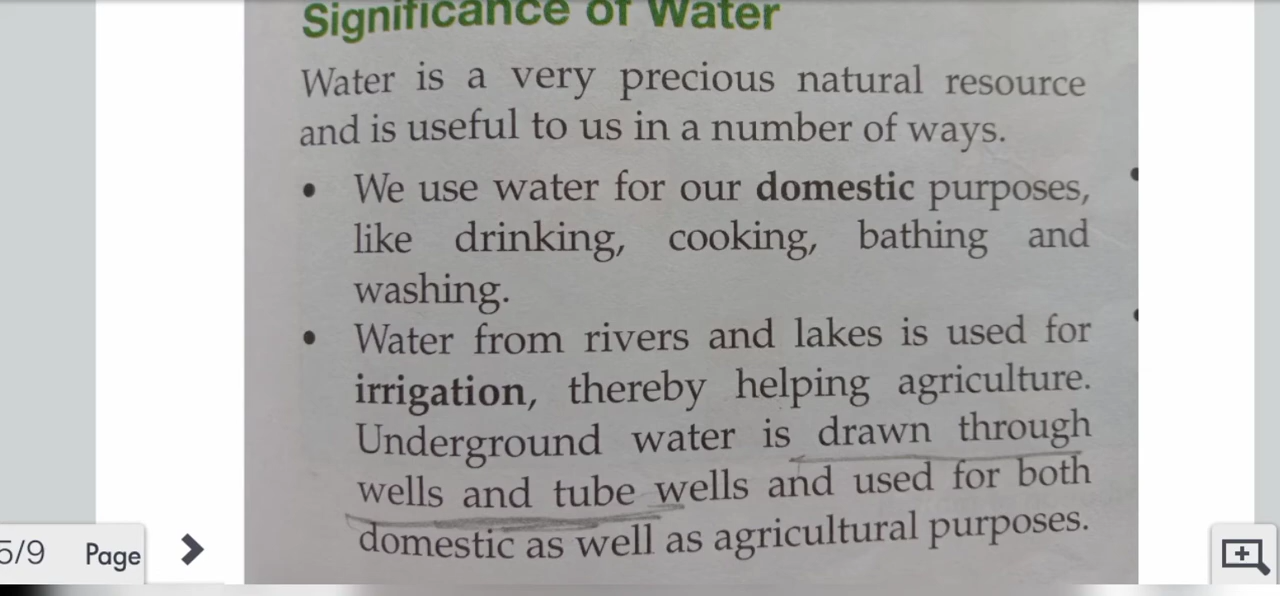 Significance of Water
Water is a very precious natural resource
and is useful to us in a number of ways.
• We use water for our domestic purposes,
like drinking, cooking, bathing and
washing.
• Water from rivers and lakes is used for
irrigation, thereby helping agriculture.
Underground water is drawn through
wells and tube wells and used for both
domestic as well as agricultural purposes.
5/9 Page